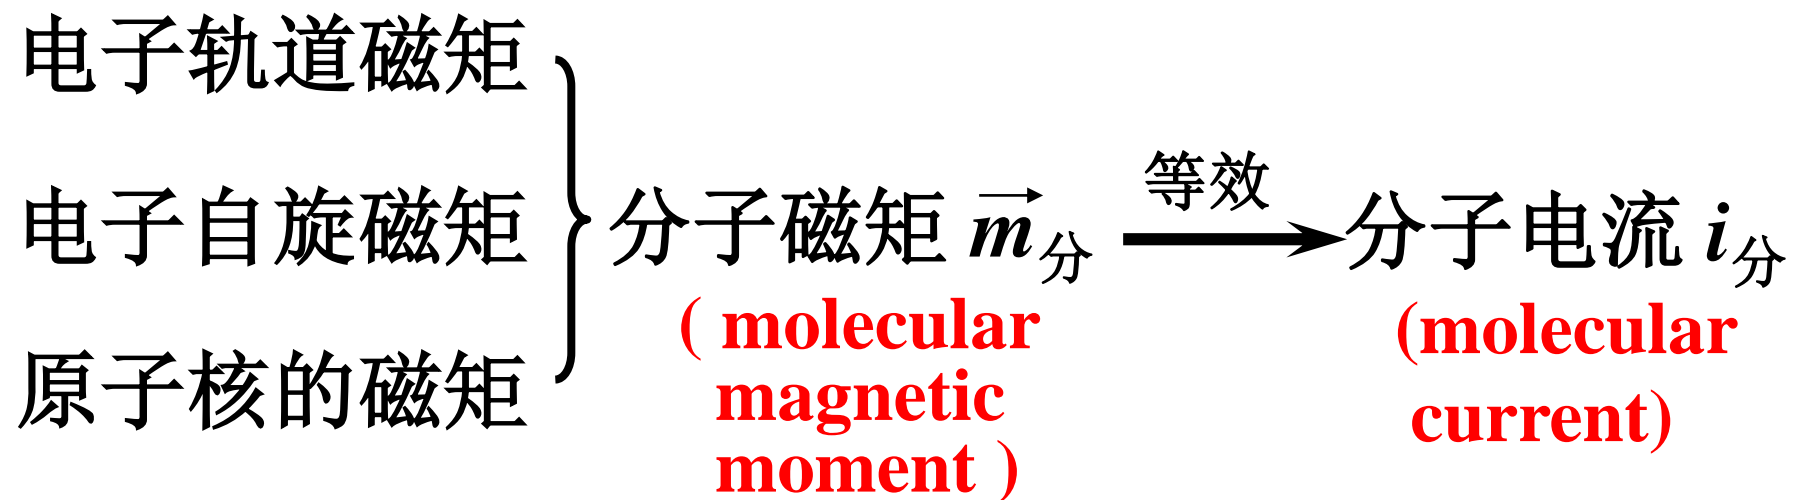 电子轨道磁矩
电子自旋磁矩
原子核的磁矩
分子磁矩 m分
( molecular
magnetic
moment )
等效
分子电流 i分
(molecular
current)